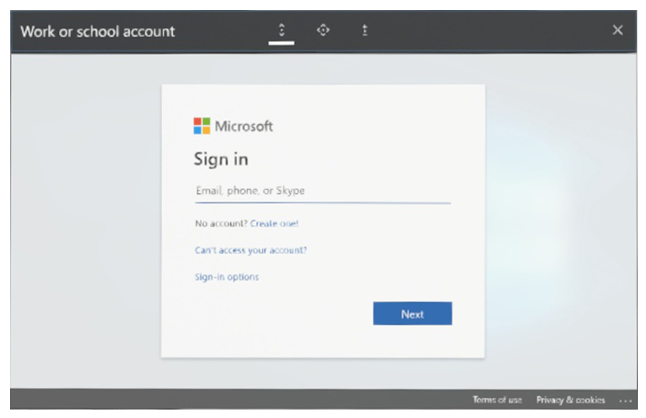 Work or school account
Microsoft
Sign in
Email, phone, or Skype
No account? Create one!
Can't access your account?
Sign-in options
Next
Terms of use Privacy & cookies ...